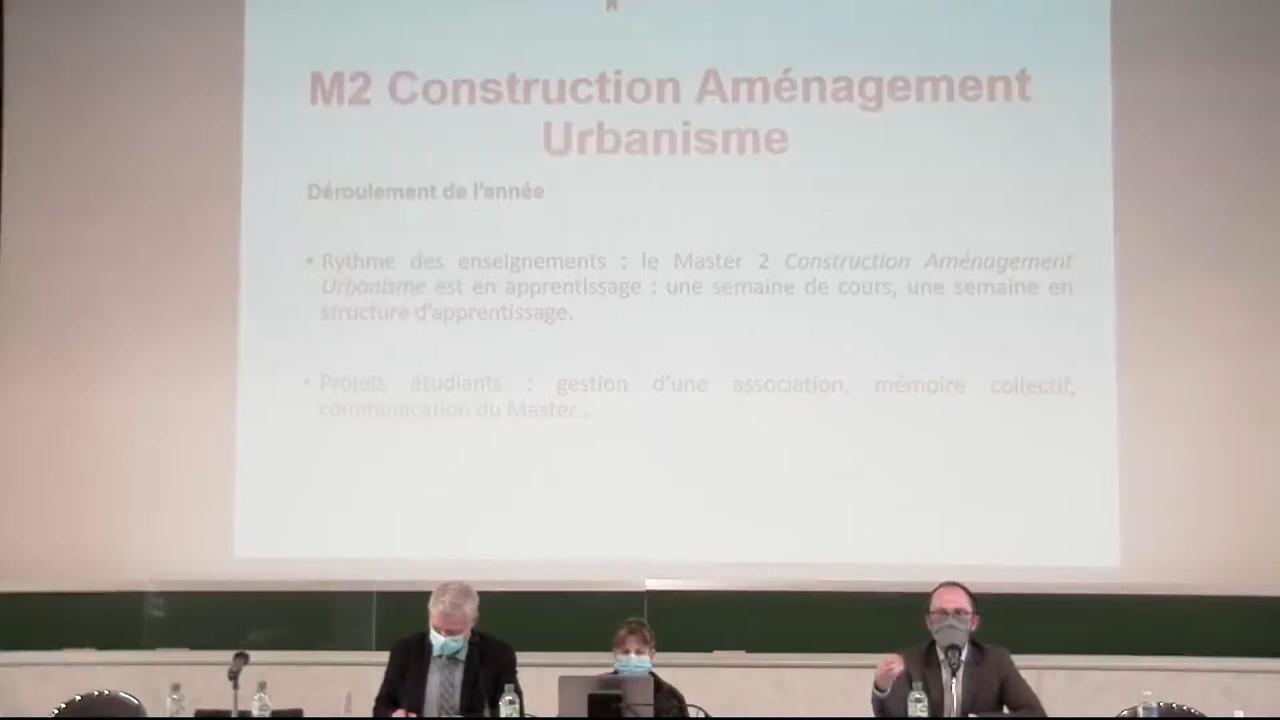 M2 Construction Aménagement
Urbanisme
Déroulement de l'année
• Rythme des enseignements : le Master 2 Construction Aménagement
Urbanisme est en apprentissage : une semaine de cours, une semaine en
structure d'apprentissage.
• Projets étudiants : gestion d'une association, mémoire collectif,
communication du Master...